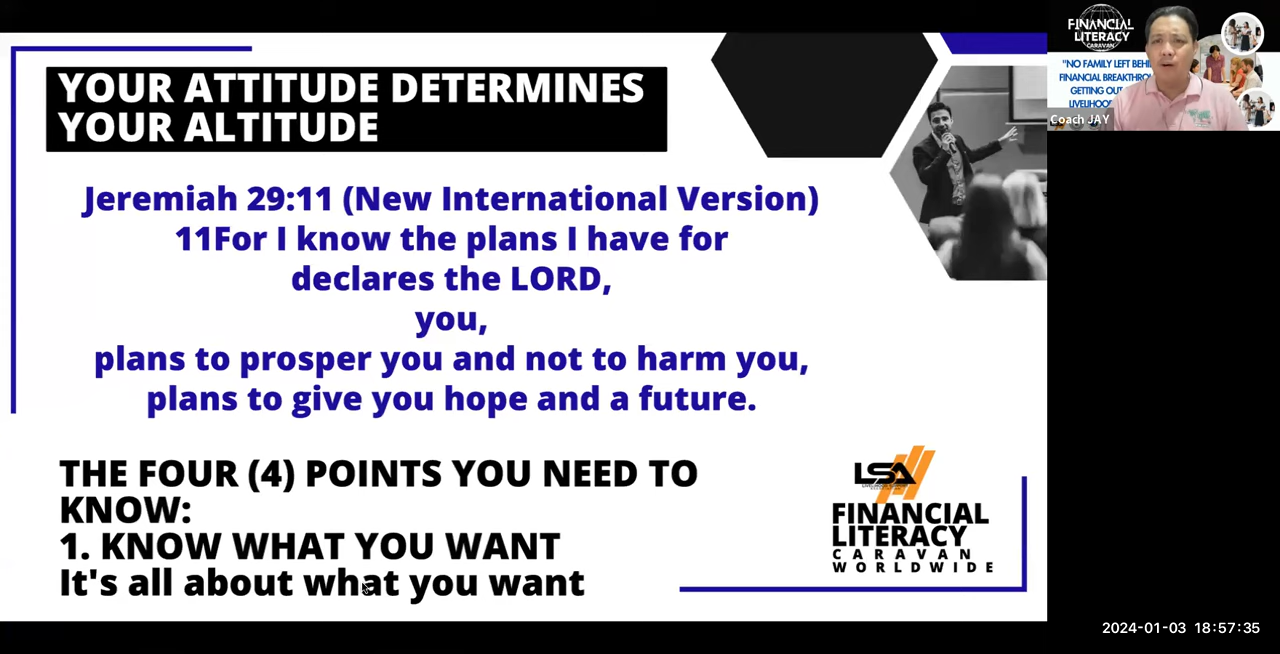 YOUR ATTITUDE DETERMINES
YOUR ALTITUDE
Jeremiah 29:11 (New International Version)
11For I know the plans I have for
declares the LORD,
you,
plans to prosper you and not to harm you,
plans to give you hope and a future.
THE FOUR (4) POINTS YOU NEED TO
KNOW:
1. KNOW WHAT YOU WANT
It's all about what you want
LSA
FINANCIAL
LITERACY
CARAVAN
WORLDWIDE
FINANCIAL
LITERACY
CARAVAN
"NO FAMILY LEFT
FINANCIAL
GETTING
Coach JAY
2024-01-03 18:57:35